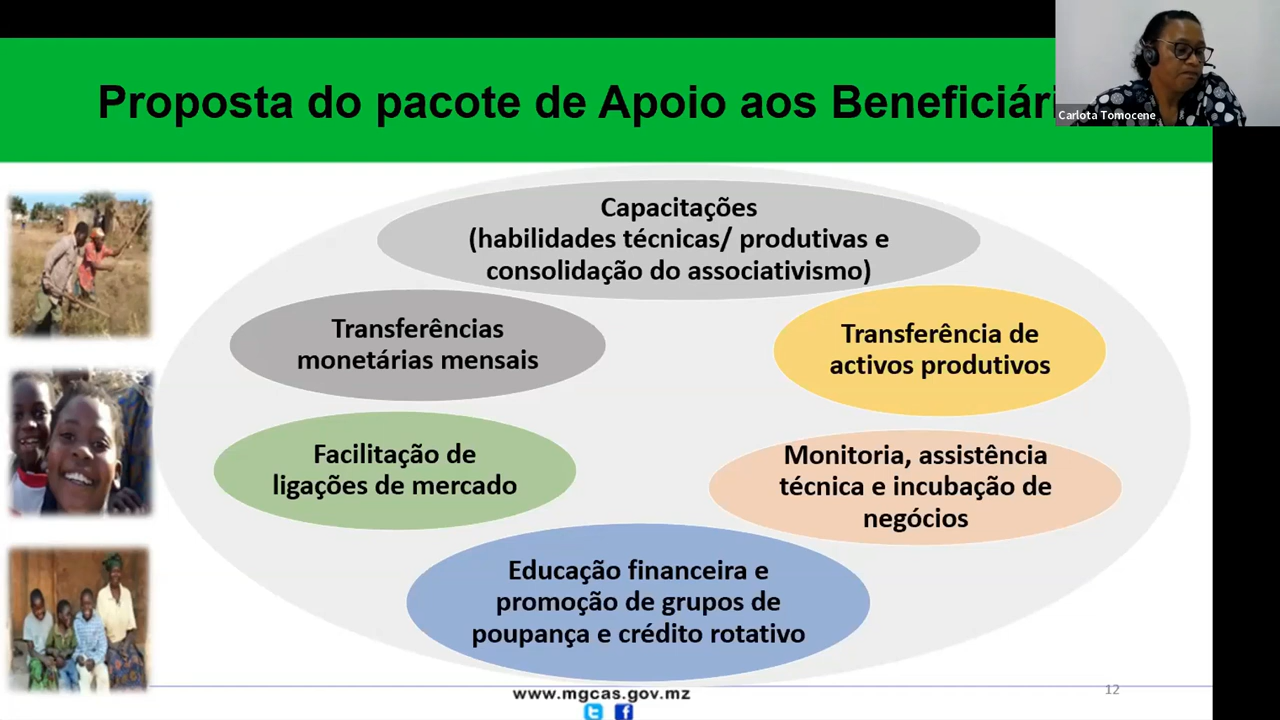 Proposta do pacote de Apoio aos Beneficiári
Carlota Tomocene
Capacitações
(habilidades técnicas/ produtivas e
consolidação do associativismo)
Transferências
monetárias mensais
Transferência de
activos produtivos
Facilitação de
ligações de mercado
Monitoria, assistência
técnica e incubação de
negócios
Educação financeira e
promoção de grupos de
poupança e crédito rotativo
www.mgcas.gov.mz
12